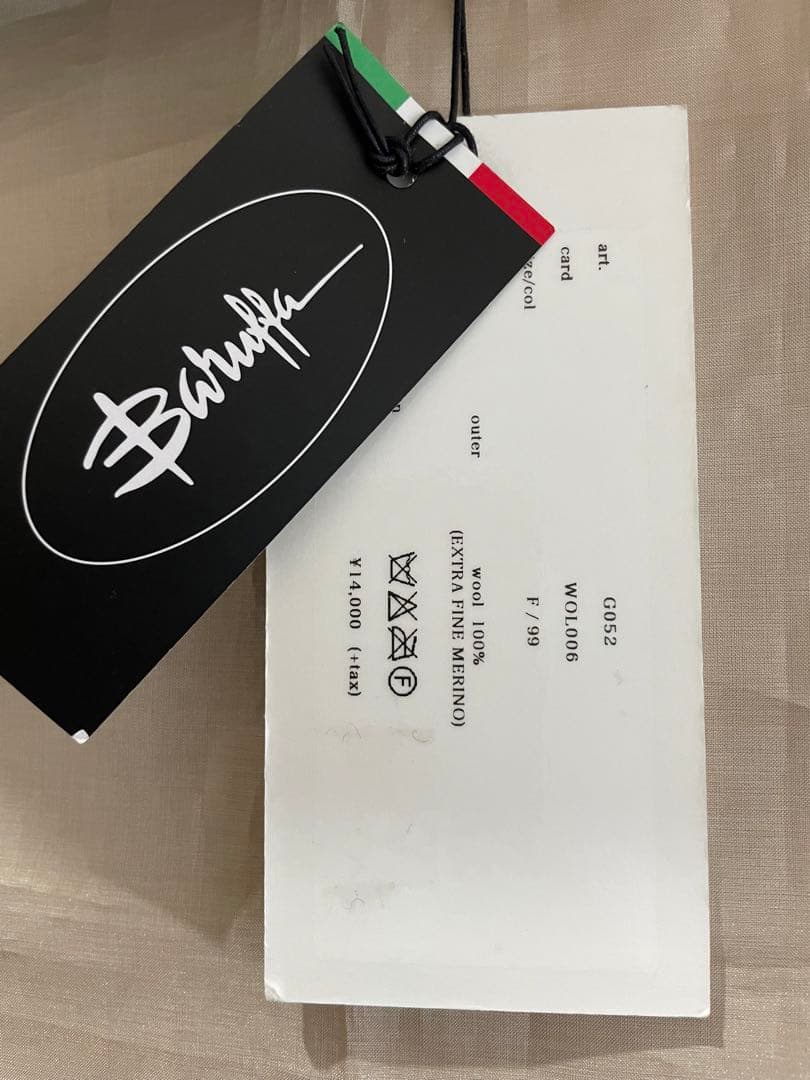 Baruffa
art. G052
card WOL006
ze/col F / 99
outer wool 100%
(EXTRA FINE MERINO)
F
¥14,000 (+tax)